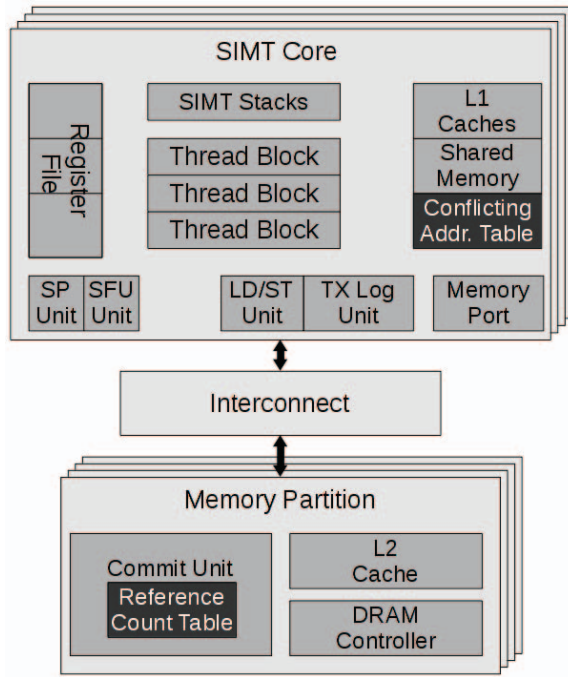 SIMT Core
Register
File
SIMT Stacks
Thread Block
Thread Block
Thread Block
L1
Caches
Shared
Memory
Conflicting
Addr. Table
SP
Unit
SFU
Unit
LD/ST
Unit
TX Log
Unit
Memory
Port
Interconnect
Memory Partition
Commit Unit
Reference
Count Table
L2
Cache
DRAM
Controller